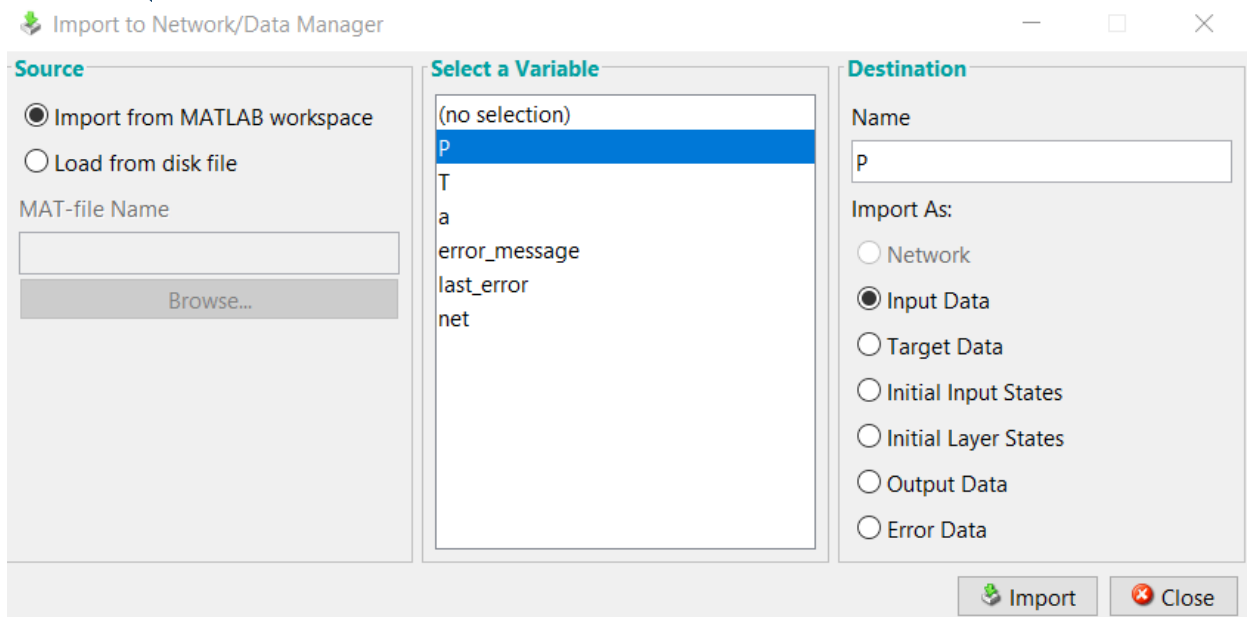 Import to Network/Data Manager
Source
Import from MATLAB workspace
Load from disk file
MAT-file Name
Browse...
Select a Variable
(no selection)
P
T
a
error_message
last_error
net
Destination
Name
P
Import As:
Network
Input Data
Target Data
Initial Input States
Initial Layer States
Output Data
Error Data
Import
Close